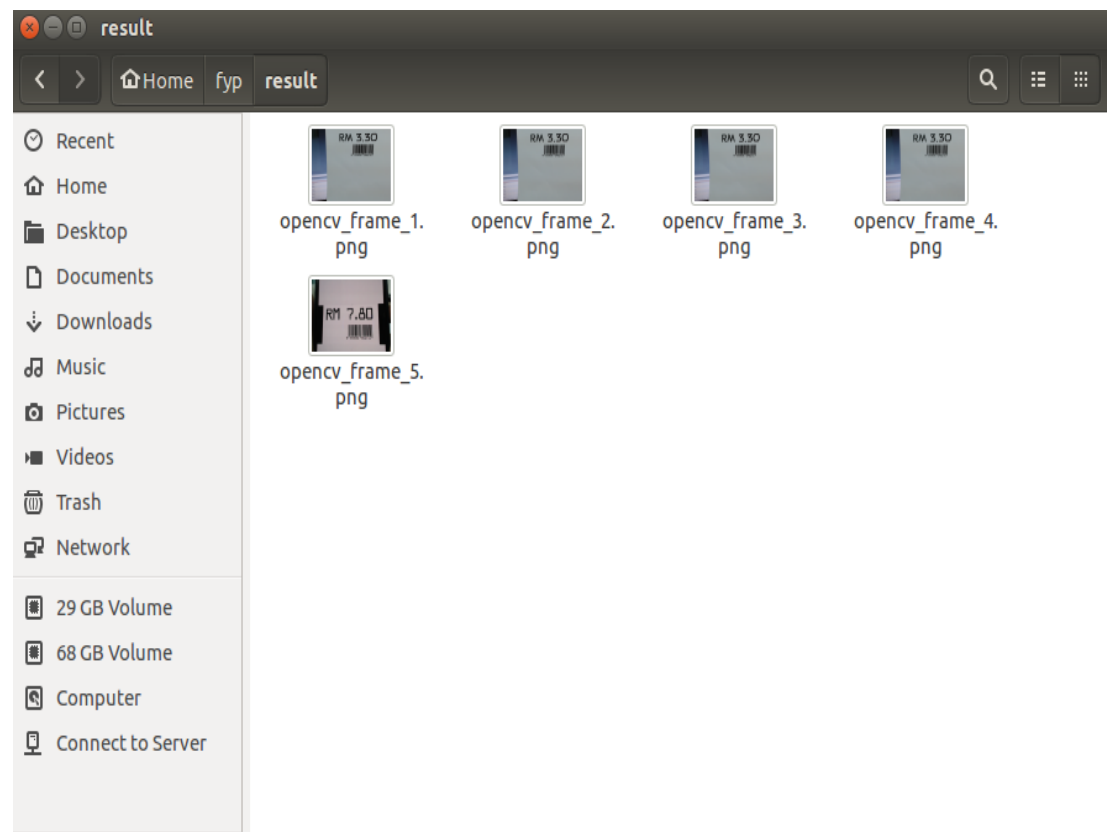 result
Home fyp result
Recent
Home
Desktop
Documents
Downloads
Music
Pictures
Videos
Trash
Network
29 GB Volume
68 GB Volume
Computer
Connect to Server
RM 3.30
RM 3.30
RM 3.30
RM 3.30
opencv_frame_1.
png
opencv_frame_2.
png
opencv_frame_3.
png
opencv_frame_4.
png
RM 7.80
opencv_frame_5.
png